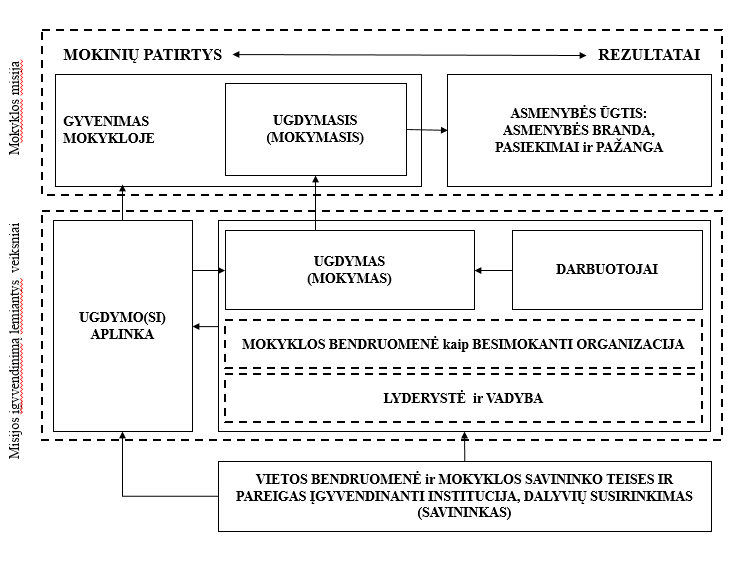 MOKINIŲ PATIRTYS
REZULTATAI
Mokyklos misija
GYVENIMAS
MOKYKLOJE
UGDYMASIS
(MOKYMASIS)
ASMENYBĖS ŪGTIS:
ASMENYBĖS BRANDA,
PASIEKIMAI ir PAŽANGA
Misijos įgyvendinimą lemiantys veiksniai
UGDYMO(SI)
APLINKA
UGDYMAS
(MOKYMAS)
DARBUOTOJAI
MOKYKLOS BENDRUOMENĖ kaip BESIMOKANTI ORGANIZACIJA
LYDERYSTĖ ir VADYBA
VIETOS BENDRUOMENĖ ir MOKYKLOS SAVININKO TEISES IR
PAREIGAS ĮGYVENDINANTI INSTITUCIJA, DALYVIŲ SUSIRINKIMAS
(SAVININKAS)